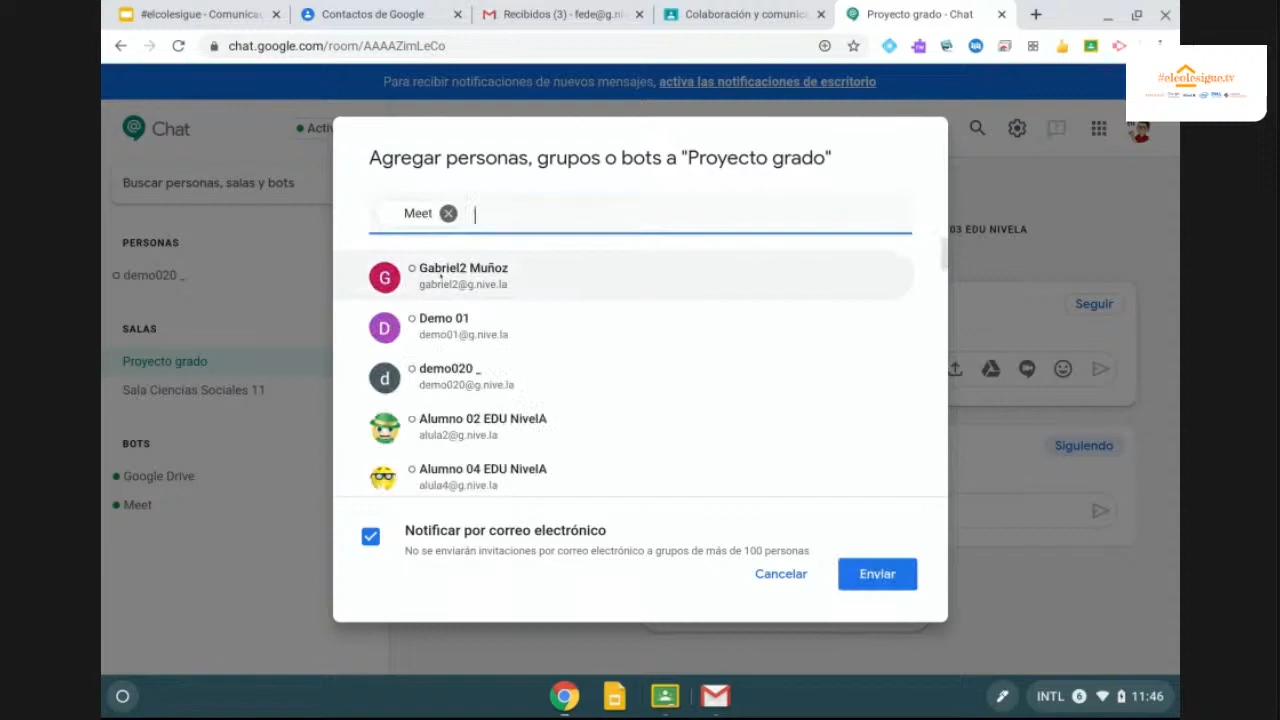 #elcolesigue - Comunica
Contactos de Google
Recibidos (3) - fede@g.ni
Colaboración y comunic
Proyecto grado - Chat
chat.google.com/room/AAAAZimLeCo
#elcolesigue.tv
Para recibir notificaciones de nuevos mensajes, activa las notificaciones de escritorio
Chat
Activ
Buscar personas, salas y bots
PERSONAS
demo020 _
SALAS
Proyecto grado
Sala Ciencias Sociales 11
BOTS
Google Drive
Meet
Agregar personas, grupos o bots a "Proyecto grado"
Meet
G
Gabriel2 Muñoz
gabriel2@g.nive.la
D
Demo 01
demo01@g.nive.la
d
demo020 _
demo020@g.nive.la
Alumno 02 EDU NivelA
alula2@g.nive.la
Alumno 04 EDU NivelA
alula4@g.nive.la
Notificar por correo electrónico
No se enviarán invitaciones por correo electrónico a grupos de más de 100 personas
Cancelar
Enviar
03 EDU NIVELA
Seguir
Siguiendo
INTL 6 11:46